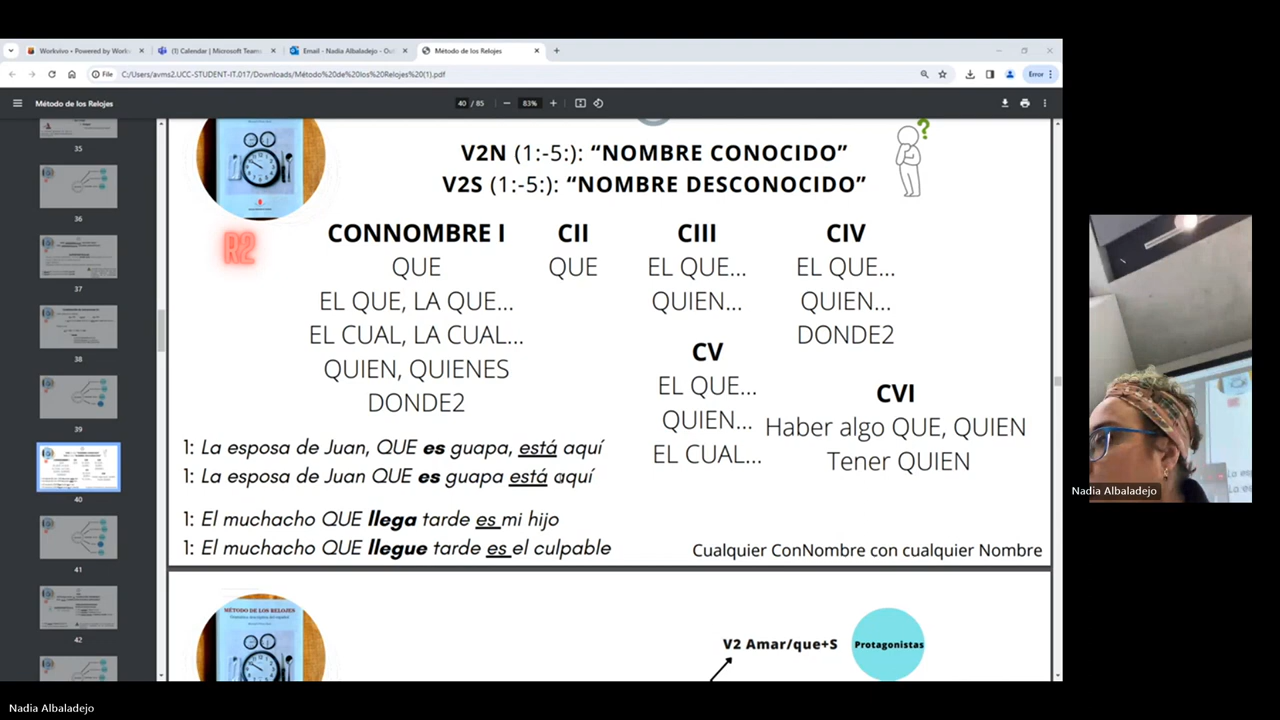 Workvivo • Powered by Work
(1) Calendar | Microsoft Teams
Email - Nadia Albaladejo - Ou
Método de los Relojes
File
C:/Users/avms2.UCC-STUDENT-IT.017/Downloads/Método%20de%20los%20Relojes%20(1).pdf
Error
Método de los Relojes
40 / 85
83%
35
36
37
38
39
40
41
42
?
V2N (1:-5:): “NOMBRE CONOCIDO”
V2S (1:-5:): “NOMBRE DESCONOCIDO”
R2
CONNOMBRE I
QUE
EL QUE, LA QUE...
EL CUAL, LA CUAL...
QUIEN, QUIENES
DONDE2
CII
QUE
CIII
EL QUE...
QUIEN...
CIV
EL QUE...
QUIEN...
DONDE2
CV
EL QUE...
QUIEN...
EL CUAL...
CVI
Haber algo QUE, QUIEN
Tener QUIEN
1: La esposa de Juan, QUE es guapa, está aquí
1: La esposa de Juan QUE es guapa está aquí
1: El muchacho QUE llega tarde es mi hijo
1: El muchacho QUE llegue tarde es el culpable
Cualquier ConNombre con cualquier Nombre
MÉTODO DE LOS RELOJES
V2 Amar/que+S
Protagonistas
Nadia Albaladejo
Nadia Albaladejo